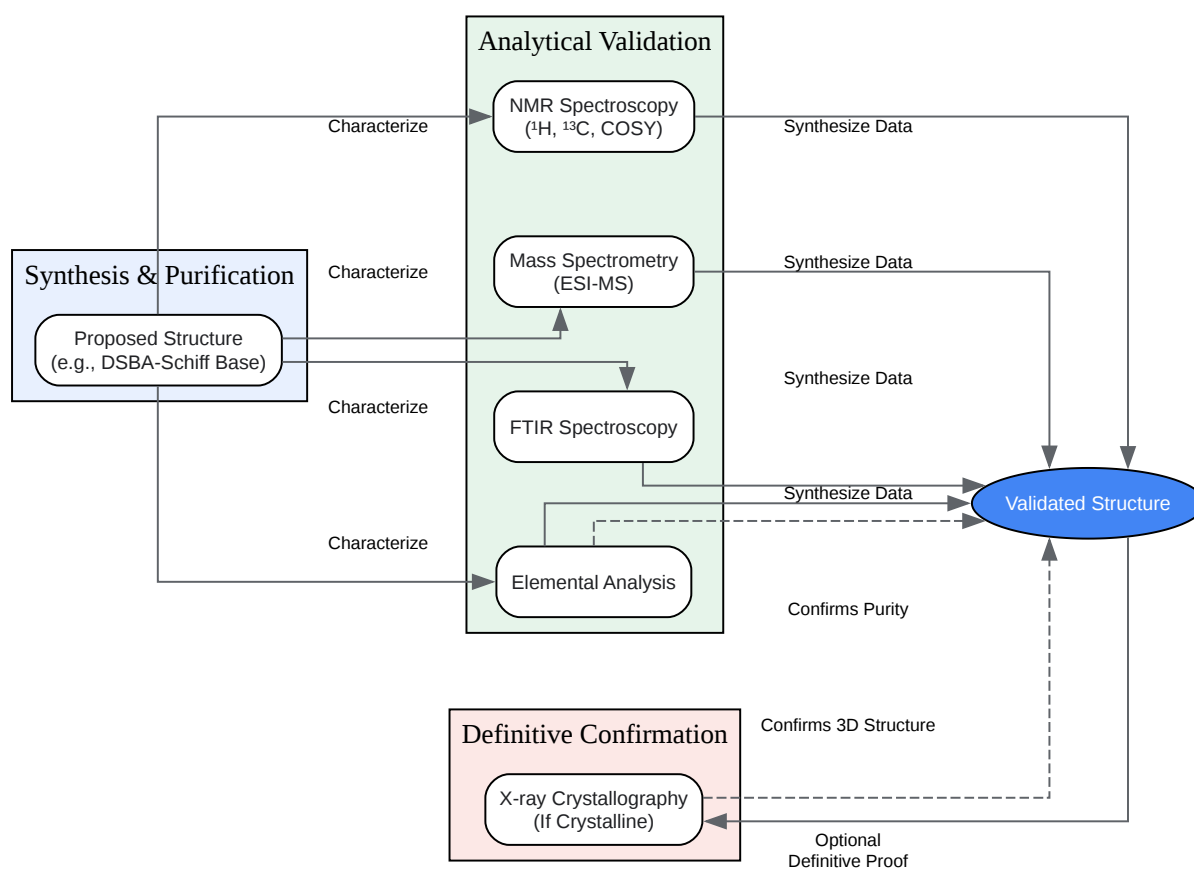 Analytical Validation
NMR Spectroscopy
(¹H, ¹³C, COSY)
Characterize
Synthesize Data
Synthesis & Purification
Characterize
Mass Spectrometry
(ESI-MS)
Synthesize Data
Proposed Structure
(e.g., DSBA-Schiff Base)
Characterize
FTIR Spectroscopy
Synthesize Data
Synthesize Data
Validated Structure
Characterize
Elemental Analysis
Confirms Purity
Definitive Confirmation
Confirms 3D Structure
X-ray Crystallography
(If Crystalline)
Optional
Definitive Proof